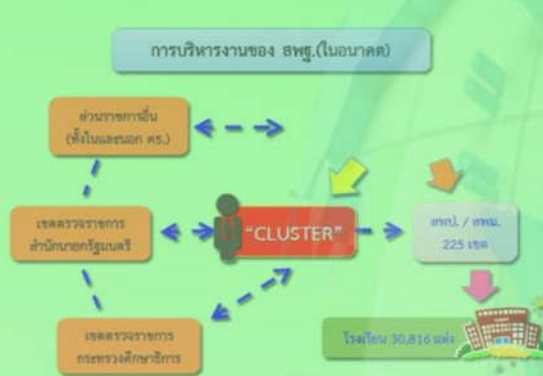 การบริหารงานของ สพฐ.(ในอนาคต)
ส่วนราชการอื่น
(ทั้งในและนอก ศธ.)
เขตตรวจราชการ
สำนักนายกรัฐมนตรี
"CLUSTER"
สพป. / สพม.
225 เขต
เขตตรวจราชการ
กระทรวงศึกษาธิการ
โรงเรียน 30,816 แห่ง